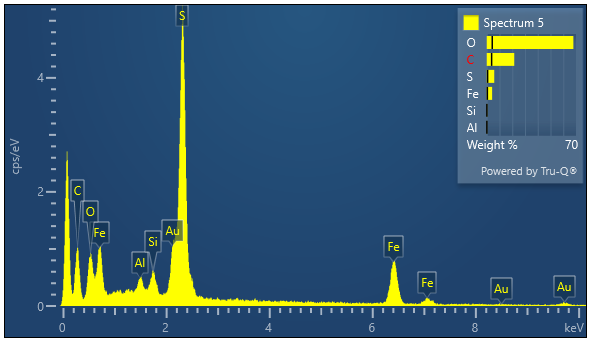 Spectrum 5
O
C
S
Fe
Si
Al
Weight % 70
Powered by Tru-Q®
cps/eV
4
2
0
S
C
O
Fe
Al
Si
Au
Fe
Fe
Au
Au
0 2 4 6 8 keV